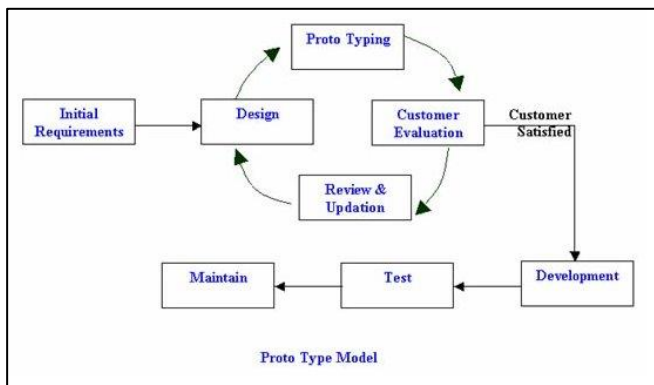 Proto Typing
Initial
Requirements
Design
Customer
Evaluation
Customer
Satisfied
Review &
Updation
Maintain
Test
Development
Proto Type Model